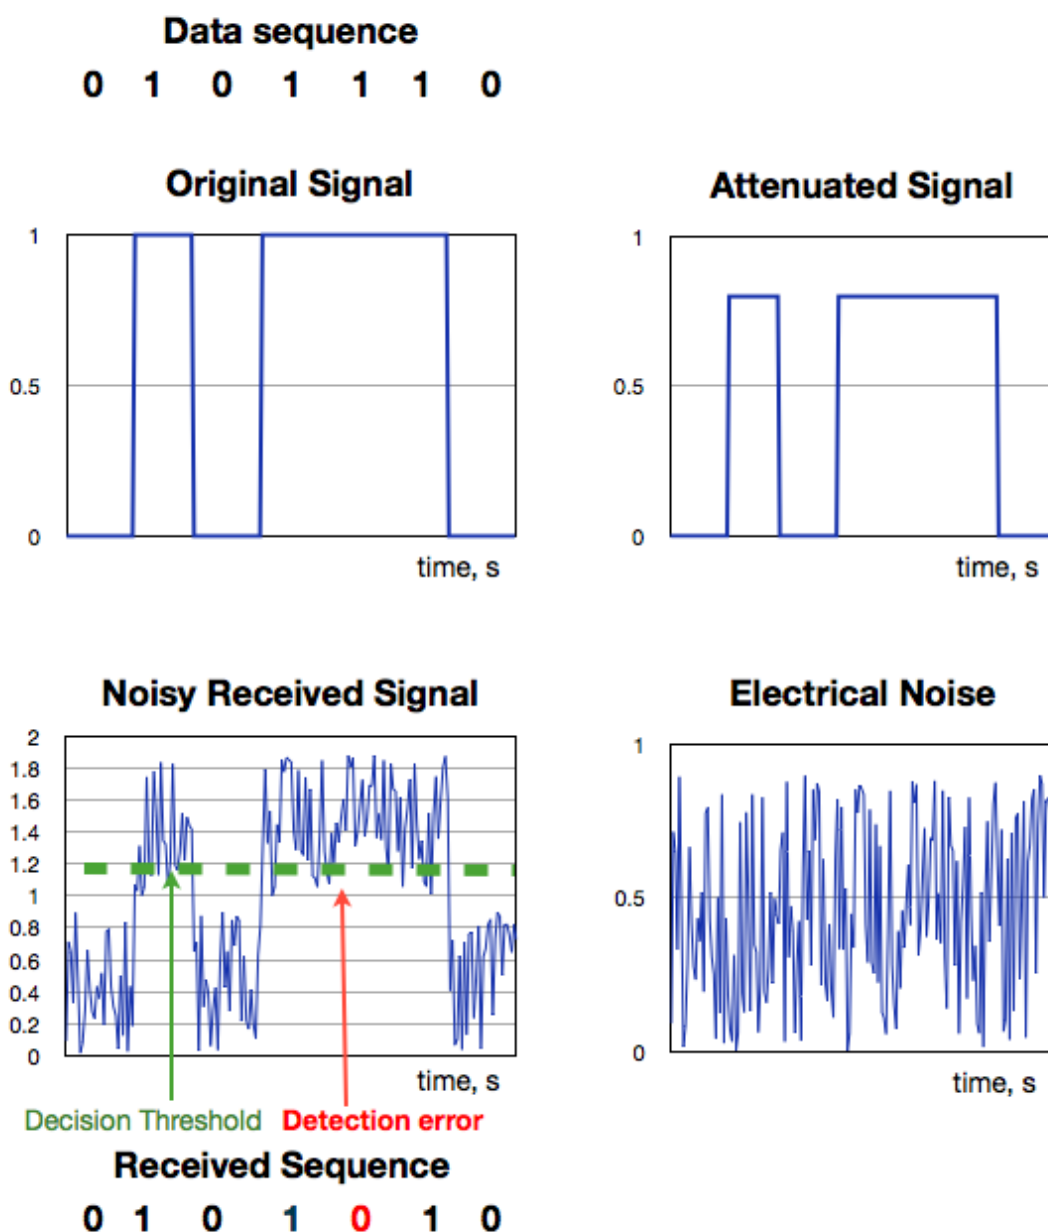 Data sequence
0 1 0 1 1 1 0
Original Signal
1
0.5
0
time, s
Attenuated Signal
1
0.5
0
time, s
Noisy Received Signal
2
1.8
1.6
1.4
1.2
1
0.8
0.6
0.4
0.2
0
time, s
Decision Threshold
Detection error
Electrical Noise
1
0.5
0
time, s
Received Sequence
0 1 0 1 0 1 0